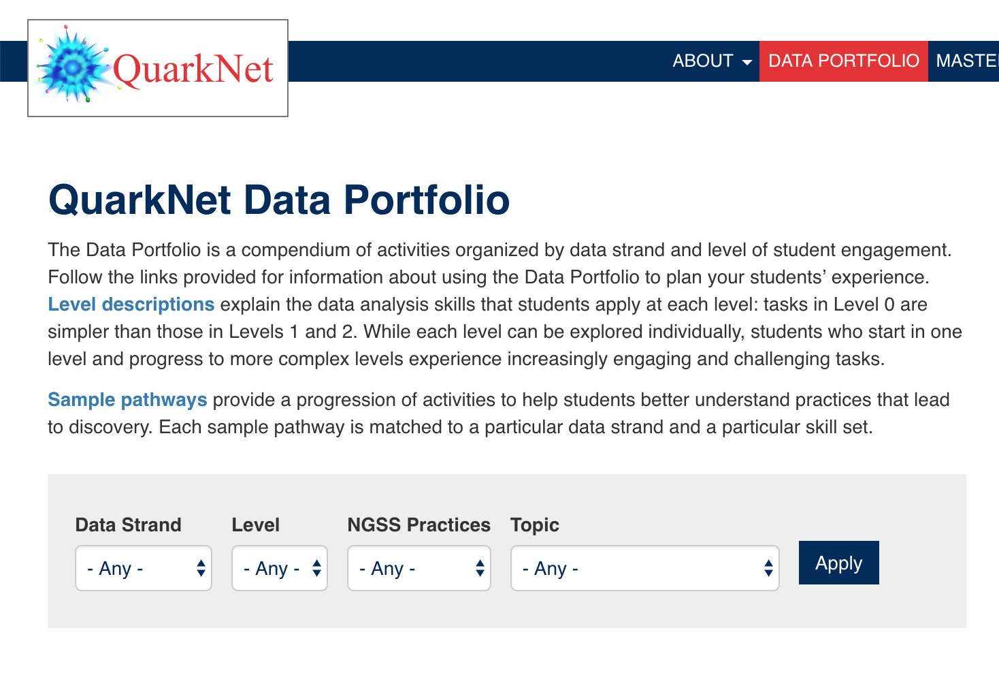 QuarkNet
ABOUT
DATA PORTFOLIO
QuarkNet Data Portfolio
The Data Portfolio is a compendium of activities organized by data strand and level of student engagement.
Follow the links provided for information about using the Data Portfolio to plan your students’ experience.
Level descriptions explain the data analysis skills that students apply at each level: tasks in Level 0 are
simpler than those in Levels 1 and 2. While each level can be explored individually, students who start in one
level and progress to more complex levels experience increasingly engaging and challenging tasks.
Sample pathways provide a progression of activities to help students better understand practices that lead
to discovery. Each sample pathway is matched to a particular data strand and a particular skill set.
Data Strand
Level
NGSS Practices
Topic
- Any -
- Any -
- Any -
- Any -
Apply